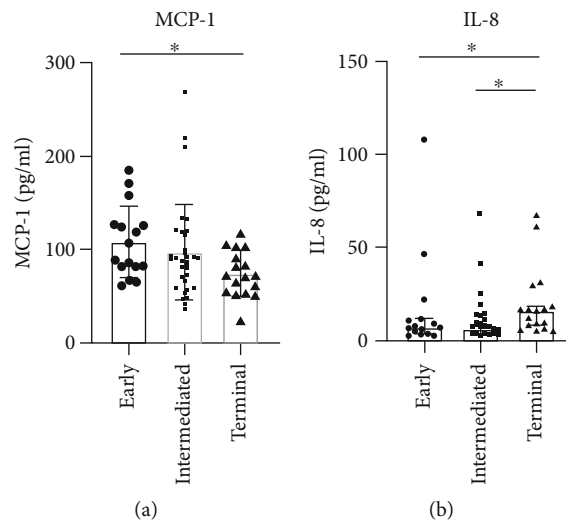 MCP-1
*
300
200
100
0
MCP-1 (pg/ml)
Early
Intermediated
Terminal
(a)
IL-8
*
*
150
100
50
0
IL-8 (pg/ml)
Early
Intermediated
Terminal
(b)